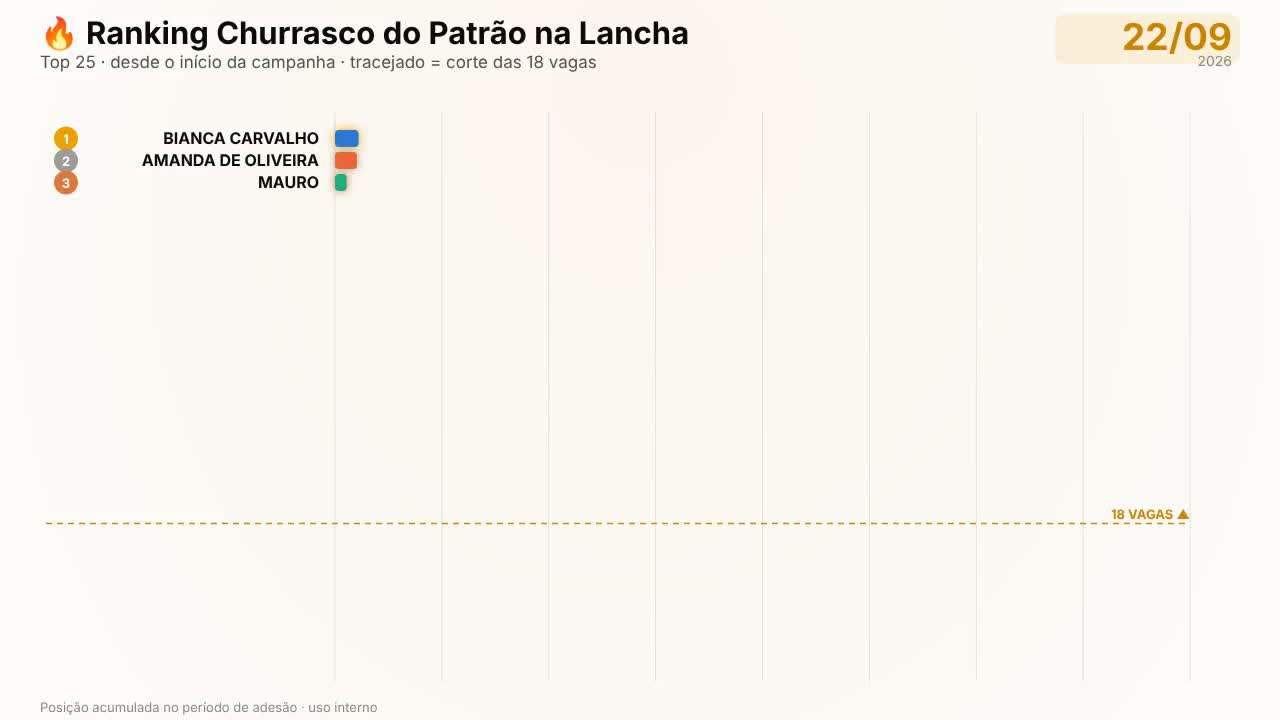 🔥 Ranking Churrasco do Patrão na Lancha
Top 25 · desde o início da campanha · tracejado = corte das 18 vagas
22/09
2026
1 BIANCA CARVALHO
2 AMANDA DE OLIVEIRA
3 MAURO
18 VAGAS ▲
Posição acumulada no período de adesão · uso interno